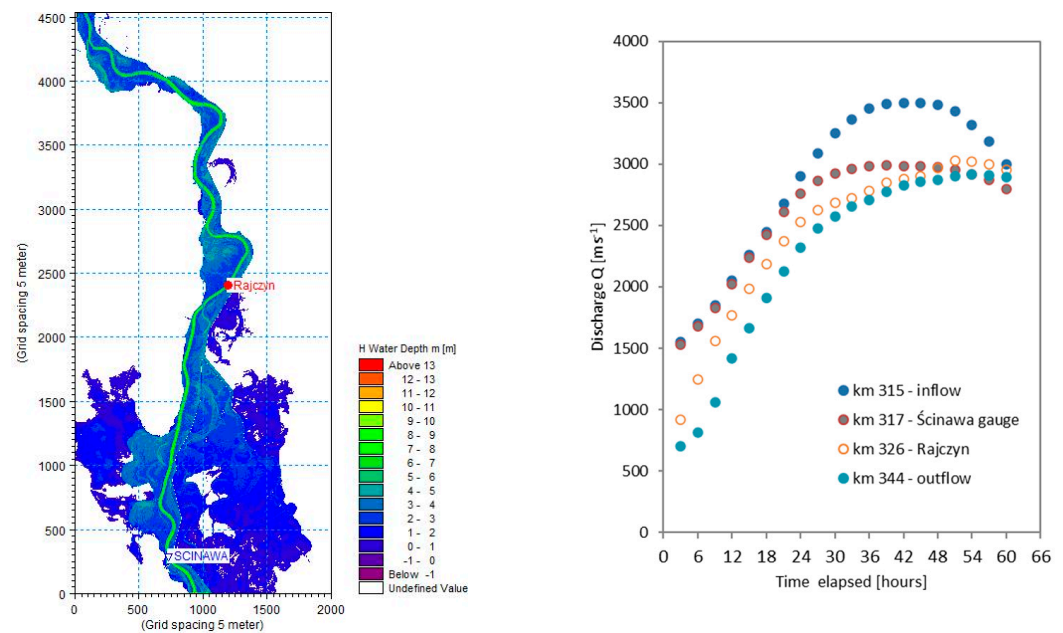 4500
4000
3500
3000
2500
2000
1500
1000
500
0
(Grid spacing 5 meter)
0 500 1000 1500 2000
(Grid spacing 5 meter)
Rajczyn
SCINAWA
H Water Depth m [m]
Above 13
12 - 13
11 - 12
10 - 11
9 - 10
8 - 9
7 - 8
6 - 7
5 - 6
4 - 5
3 - 4
2 - 3
1 - 2
0 - 1
-1 - 0
Below -1
Undefined Value
4000
3500
3000
2500
2000
1500
1000
500
0
Discharge Q [ms-1]
km 315 - inflow
km 317 - Ścinawa gauge
km 326 - Rajczyn
km 344 - outflow
0 6 12 18 24 30 36 42 48 54 60 66
Time elapsed [hours]